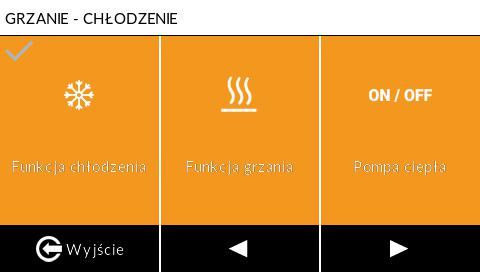 GRZANIE - CHŁODZENIE
ON / OFF
Funkcja chłodzenia
Funkcja grzania
Pompa ciepła
Wyjście